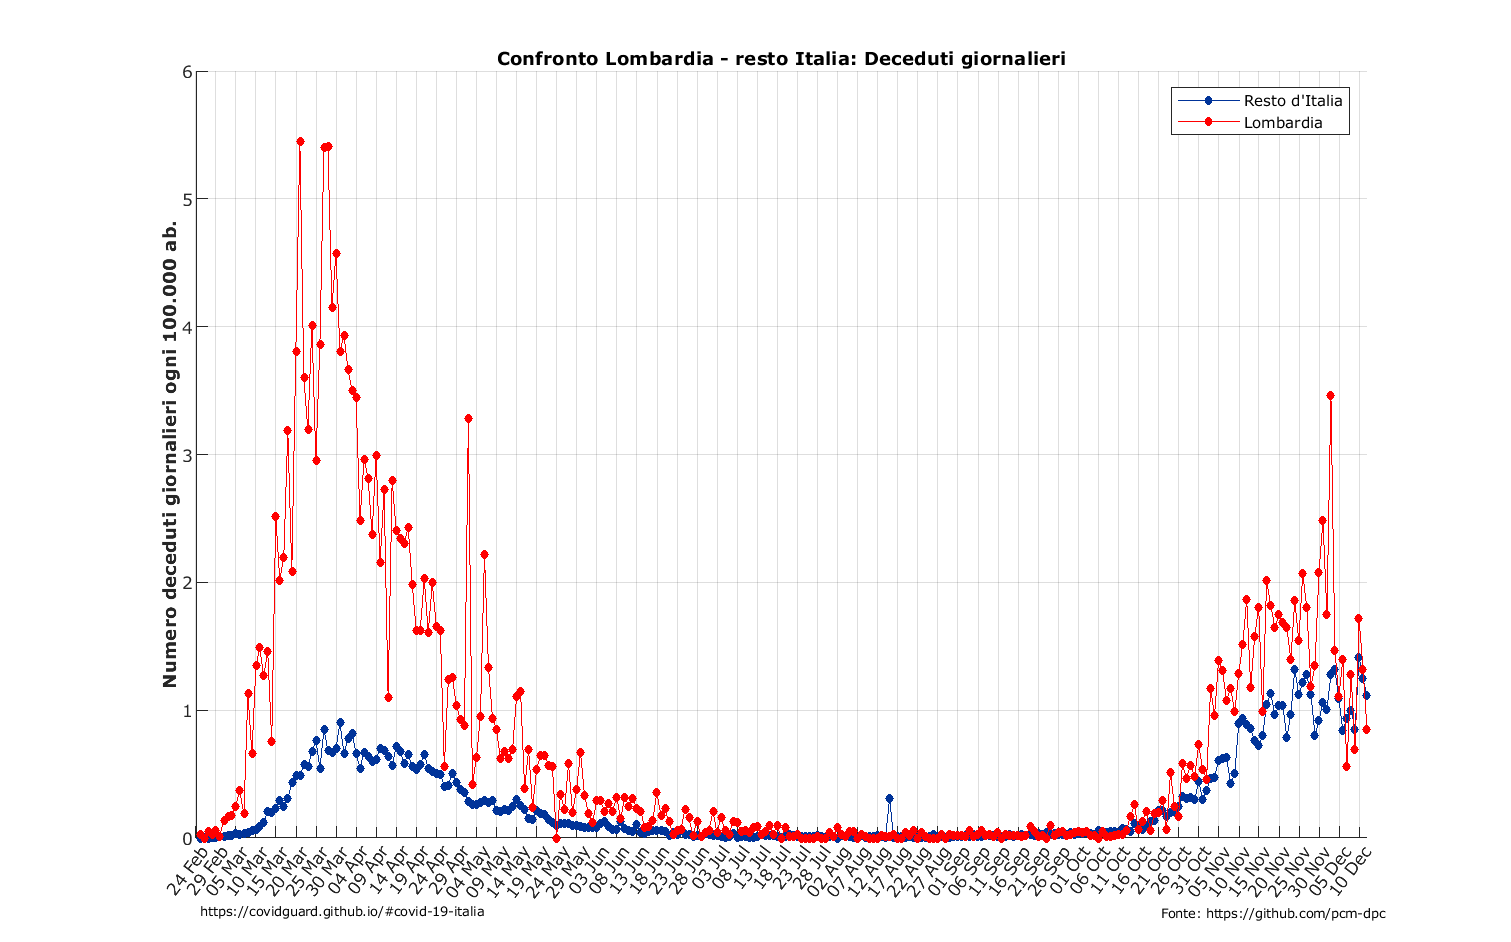 Confronto Lombardia - resto Italia: Deceduti giornalieri
Resto d'Italia
Lombardia
Numero deceduti giornalieri ogni 100.000 ab.
6
5
4
3
2
1
0
24 Feb
29 Feb
05 Mar
10 Mar
15 Mar
20 Mar
25 Mar
30 Mar
04 Apr
09 Apr
14 Apr
19 Apr
24 Apr
29 Apr
04 May
09 May
14 May
19 May
24 May
29 May
03 Jun
08 Jun
13 Jun
18 Jun
23 Jun
28 Jun
03 Jul
08 Jul
13 Jul
18 Jul
23 Jul
28 Jul
02 Aug
07 Aug
12 Aug
17 Aug
22 Aug
27 Aug
01 Sep
06 Sep
11 Sep
16 Sep
21 Sep
26 Sep
01 Oct
06 Oct
11 Oct
16 Oct
21 Oct
26 Oct
31 Oct
05 Nov
10 Nov
15 Nov
20 Nov
25 Nov
30 Nov
05 Dec
10 Dec
https://covidguard.github.io/#covid-19-italia
Fonte: https://github.com/pcm-dpc